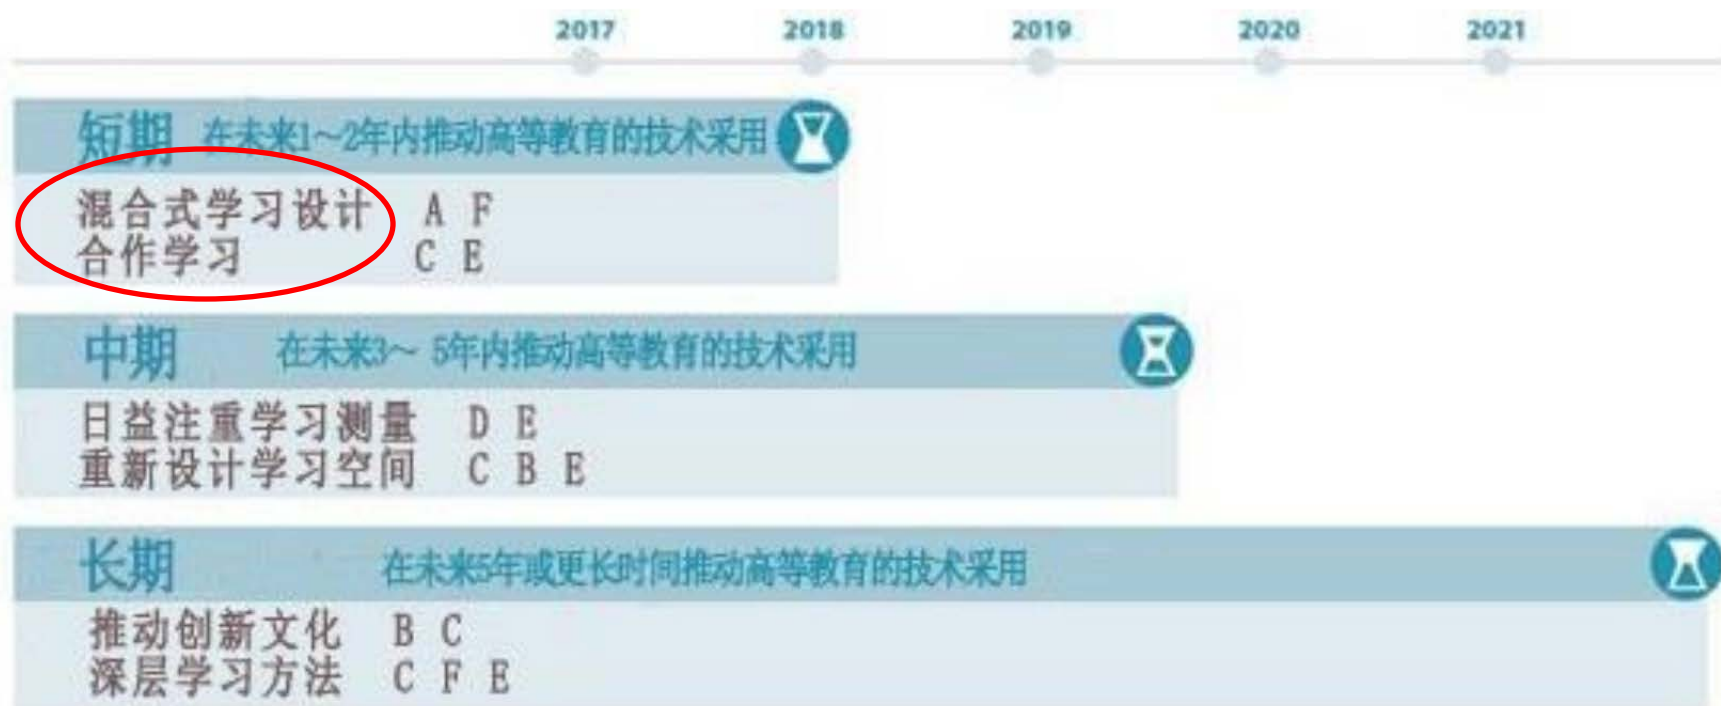 2017 2018 2019 2020 2021
短期 在未来1～2年内推动高等教育的技术采用
混合式学习设计 A F
合作学习 C E
中期 在未来3～ 5年内推动高等教育的技术采用
日益注重学习测量 D E
重新设计学习空间 C B E
长期 在未来5年或更长时间推动高等教育的技术采用
推动创新文化 B C
深层学习方法 C F E